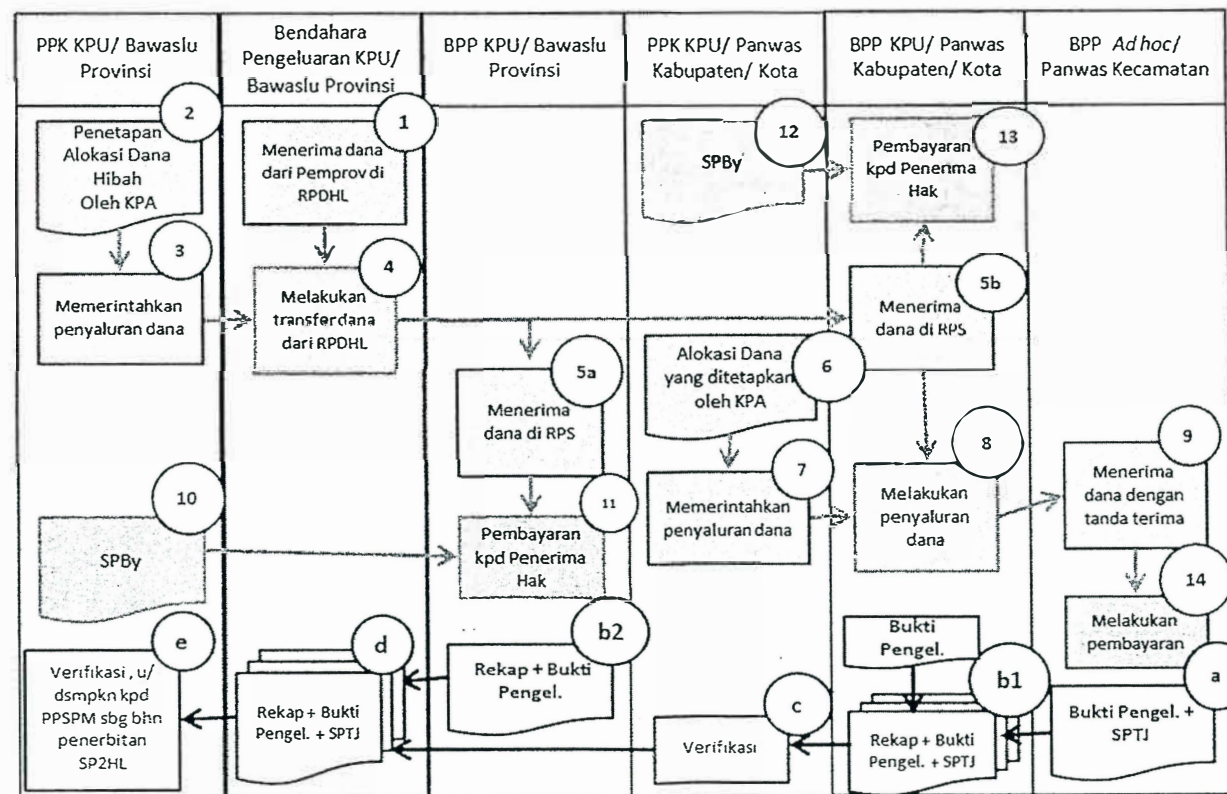 PPK KPU/ Bawaslu
Provinsi
Bendahara
Pengeluaran KPU/
Bawaslu Provinsi
BPP KPU/ Bawaslu
Provinsi
PPK KPU/ Panwas
Kabupaten/ Kota
BPP KPU/ Panwas
Kabupaten/ Kota
BPP Ad hoc/
Panwas Kecamatan
2
Penetapan
Alokasi Dana
Hibah
Oleh KPA
1
Menerima dana
dari Pemprov di
RPDHL
12
SPBy
13
Pembayaran
kpd Penerima
Hak
3
Memerintahkan
penyaluran dana
4
Melakukan
transfer dana
dari RPDHL
5b
Menerima
dana di RPS
5a
Menerima
dana di RPS
6
Alokasi Dana
yang ditetapkan
oleh KPA
7
Memerintahkan
penyaluran dana
8
Melakukan
penyaluran
dana
9
Menerima
dana dengan
tanda terima
10
SPBy
11
Pembayaran
kpd Penerima
Hak
14
Melakukan
pembayaran
e
Verifikasi, u/
dsmpkn kpd
PPSPM sbg bhn
penerbitan
SP2HL
d
Rekap + Bukti
Pengel. + SPTJ
b2
Rekap + Bukti
Pengel.
c
Verifikasi
Bukti
Pengel.
b1
Rekap + Bukti
Pengel. + SPTJ
a
Bukti Pengel. +
SPTJ